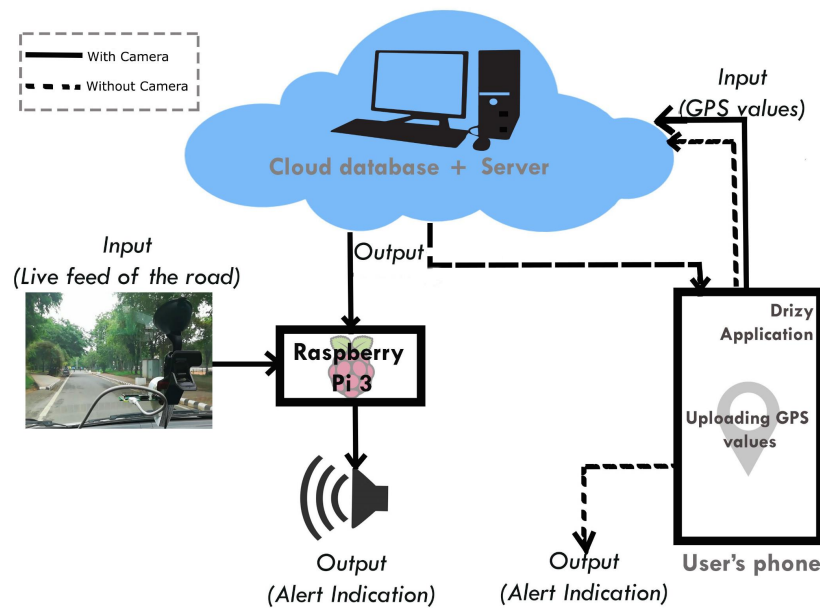 With Camera
Without Camera
Input
(GPS values)
Cloud database + Server
Input
(Live feed of the road)
Output
Drizy
Application
Raspberry
Pi 3
Uploading GPS
values
Output
(Alert Indication)
Output
(Alert Indication)
User's phone